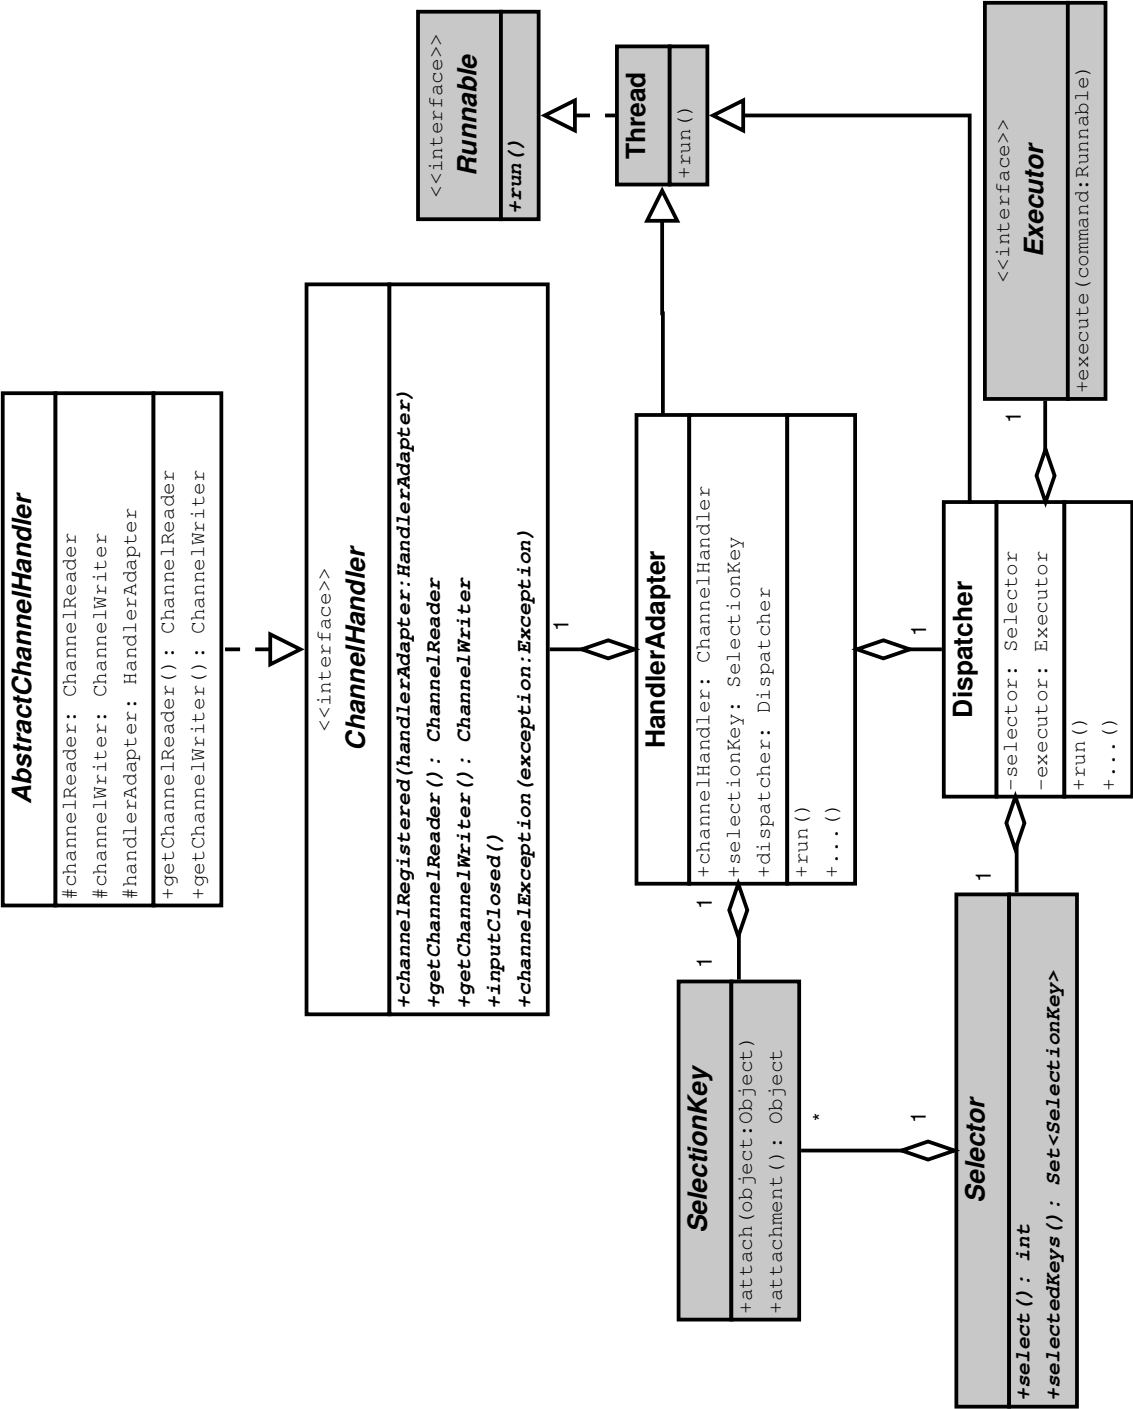 AbstractChannelHandler
#channelReader: ChannelReader
#channelWriter: ChannelWriter
#handlerAdapter: HandlerAdapter
+getChannelReader(): ChannelReader
+getChannelWriter(): ChannelWriter
<<interface>>
ChannelHandler
+channelRegistered(handlerAdapter:HandlerAdapter)
+getChannelReader(): ChannelReader
+getChannelWriter(): ChannelWriter
+inputClosed()
+channelException(exception:Exception)
<<interface>>
Runnable
+run()
Thread
+run()
1
HandlerAdapter
+channelHandler: ChannelHandler
+selectionKey: SelectionKey
+dispatcher: Dispatcher
+run()
+...()
1
1
SelectionKey
+attach(object:Object)
+attachment(): Object
*
1
1
Dispatcher
-selector: Selector
-executor: Executor
+run()
+...()
1
1
Selector
+select(): int
+selectedKeys(): Set<SelectionKey>
<<interface>>
Executor
+execute(command:Runnable)